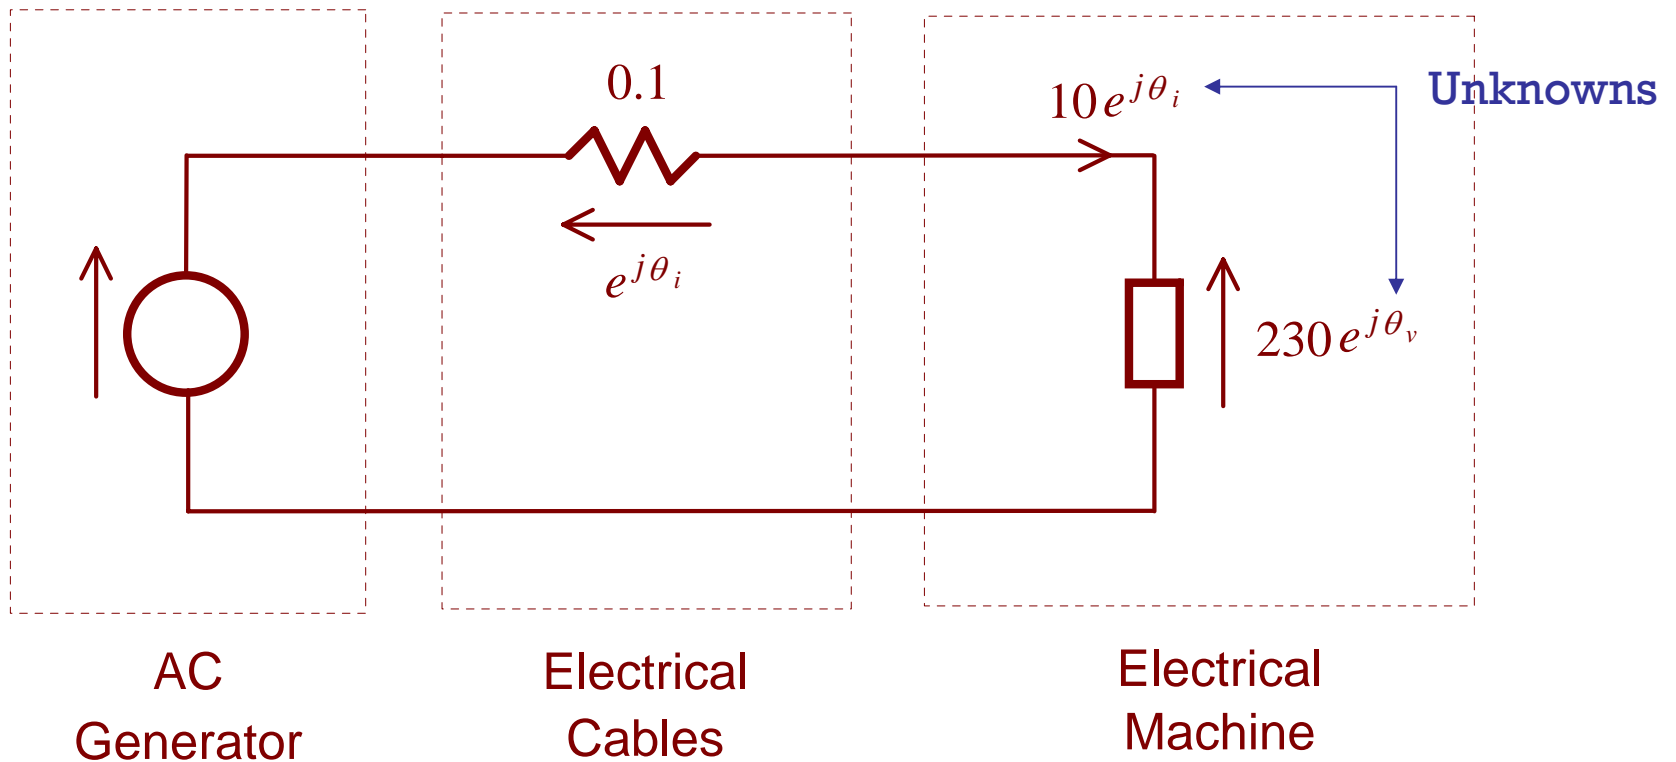 0.1
10e^{jθ_i}
Unknowns
e^{jθ_i}
230e^{jθ_v}
AC
Generator
Electrical
Cables
Electrical
Machine